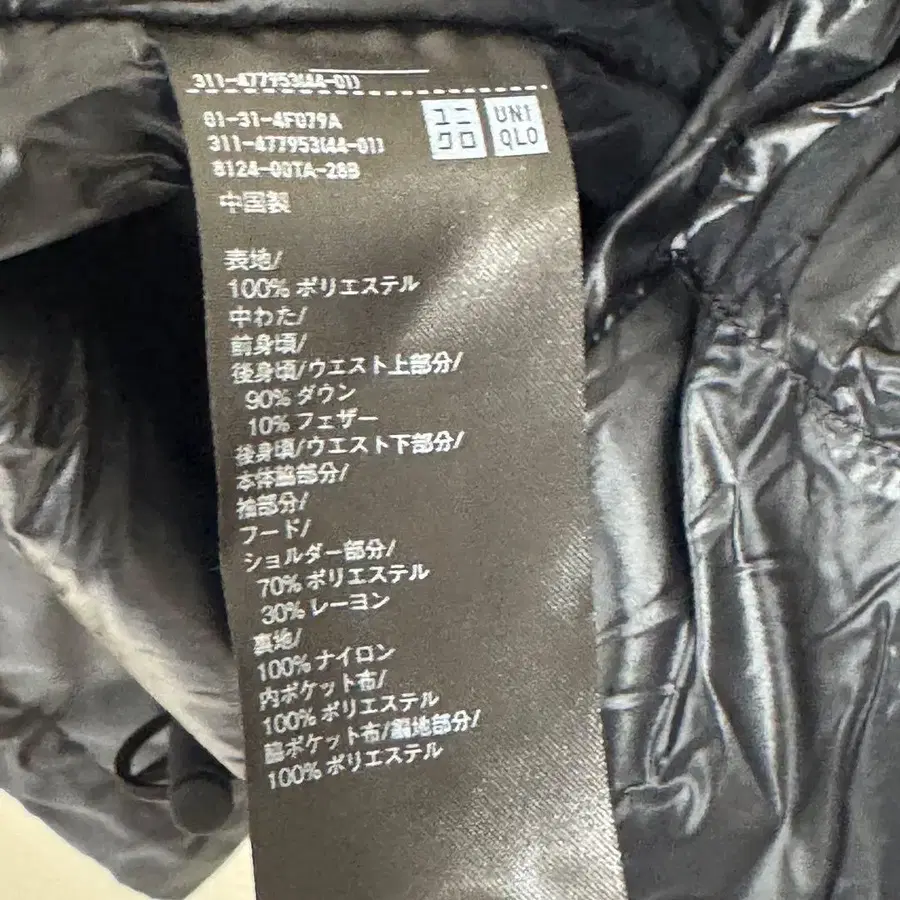 311-477953(44-01)
01-31-4F079A
311-477953(44-01)
8124-00TA-28B
ユニ
クロ
UNI
QLO
中国製
表地/
100% ポリエステル
中わた/
前身頃/
後身頃/ウエスト上部分/
90% ダウン
10% フェザー
後身頃/ウエスト下部分/
本体脇部分/
袖部分/
フード/
ショルダー部分/
70% ポリエステル
30% レーヨン
裏地/
100% ナイロン
内ポケット布/
100% ポリエステル
脇ポケット布/編地部分/
100% ポリエステル